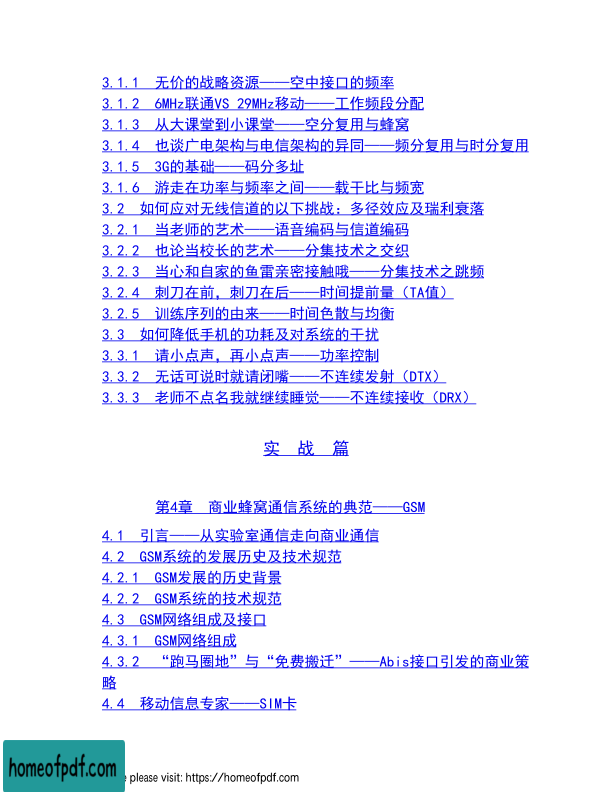 3.1.1 无价的战略资源——空中接口的频率
3.1.2 6MHz联通VS 29MHz移动——工作频段分配
3.1.3 从大课堂到小课堂——空分复用与蜂窝
3.1.4 也谈广电架构与电信架构的异同——频分复用与时分复用
3.1.5 3G的基础——码分多址
3.1.6 游走在功率与频率之间——载干比与频宽
3.2 如何应对无线信道的以下挑战：多径效应及瑞利衰落
3.2.1 当老师的艺术——语音编码与信道编码
3.2.2 也论当校长的艺术——分集技术之交织
3.2.3 当心和自家的鱼雷亲密接触哦——分集技术之跳频
3.2.4 刺刀在前，刺刀在后——时间提前量（TA值）
3.2.5 训练序列的由来——时间色散与均衡
3.3 如何降低手机的功耗及对系统的干扰
3.3.1 请小点声，再小点声——功率控制
3.3.2 无话可说时就请闭嘴——不连续发射（DTX）
3.3.3 老师不点名我就继续睡觉——不连续接收（DRX）
实 战 篇
第4章 商业蜂窝通信系统的典范——GSM
4.1 引言——从实验室通信走向商业通信
4.2 GSM系统的发展历史及技术规范
4.2.1 GSM发展的历史背景
4.2.2 GSM系统的技术规范
4.3 GSM网络组成及接口
4.3.1 GSM网络组成
4.3.2 “跑马圈地”与“免费搬迁”——Abis接口引发的商业策
略
4.4 移动信息专家——SIM卡
homeofpdf.com
please visit: https://homeofpdf.com